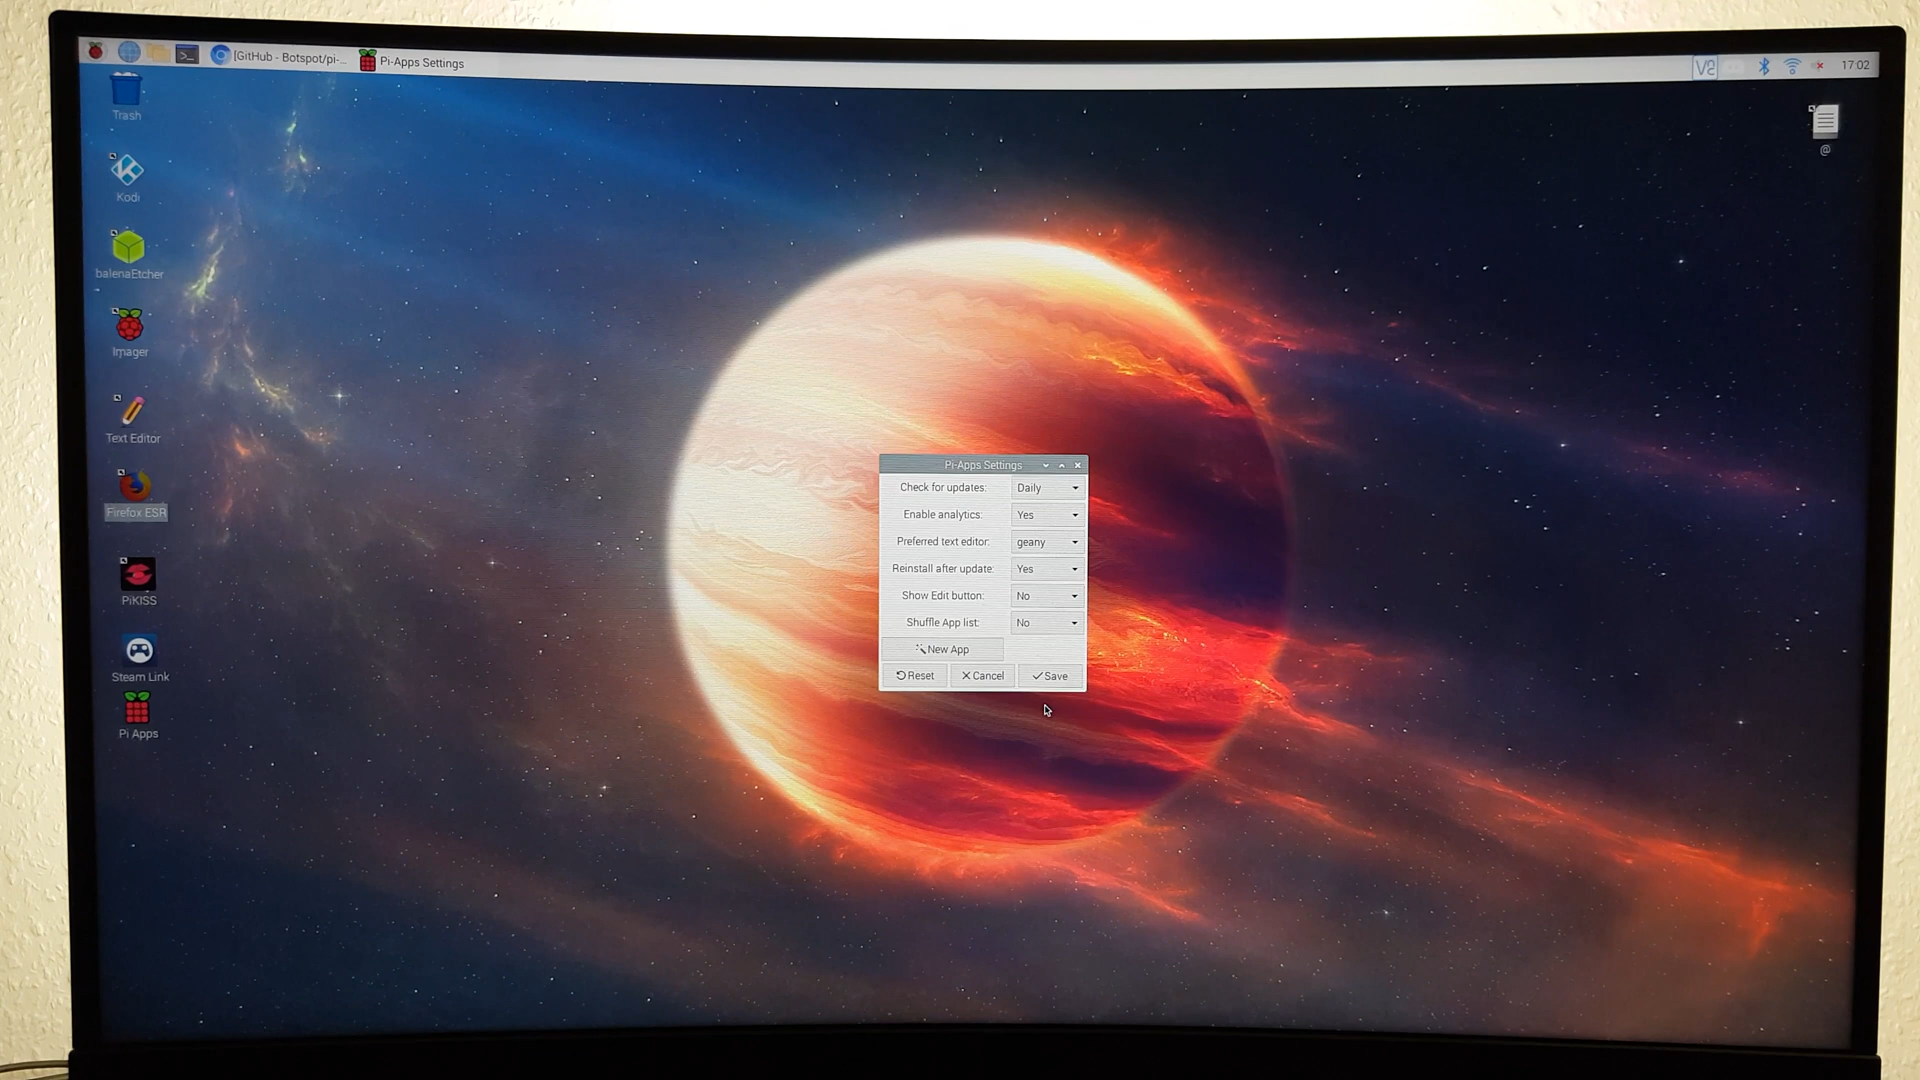 [GitHub - Botspot/pi-...
Pi-Apps Settings
V2
17:02
Trash
Kodi
balenaEtcher
Imager
Text Editor
Firefox ESR
PiKISS
Steam Link
Pi Apps
@
Pi-Apps Settings
Check for updates: Daily
Enable analytics: Yes
Preferred text editor: geany
Reinstall after update: Yes
Show Edit button: No
Shuffle App list: No
New App
Reset Cancel Save